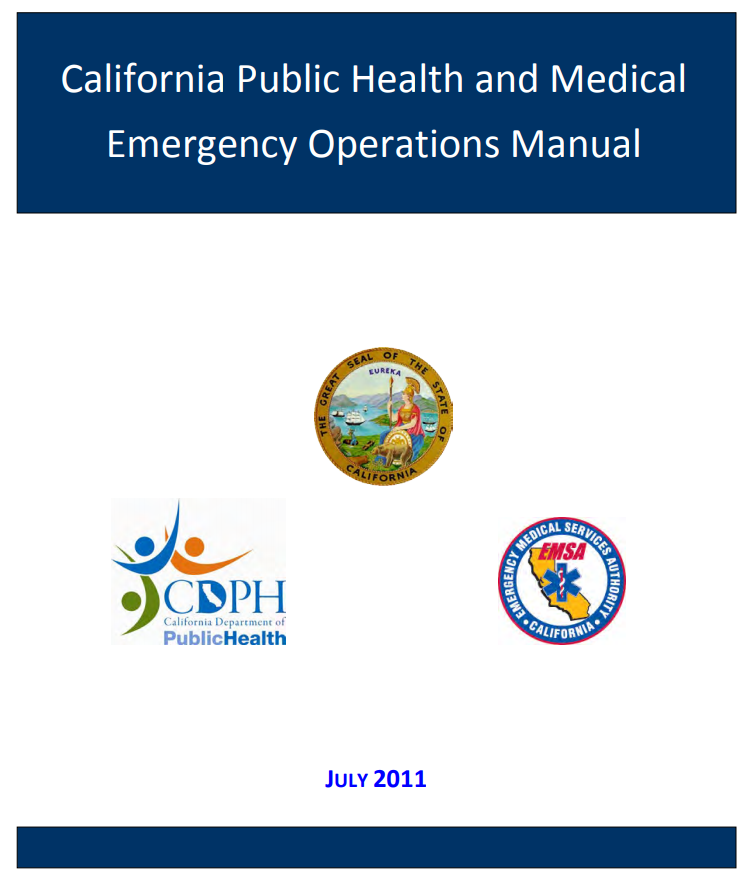 California Public Health and Medical
Emergency Operations Manual
THE GREAT SEAL OF THE STATE OF CALIFORNIA
EUREKA
CDPH
California Department of
PublicHealth
EMERGENCY MEDICAL SERVICES AUTHORITY
EMSA
CALIFORNIA
JULY 2011